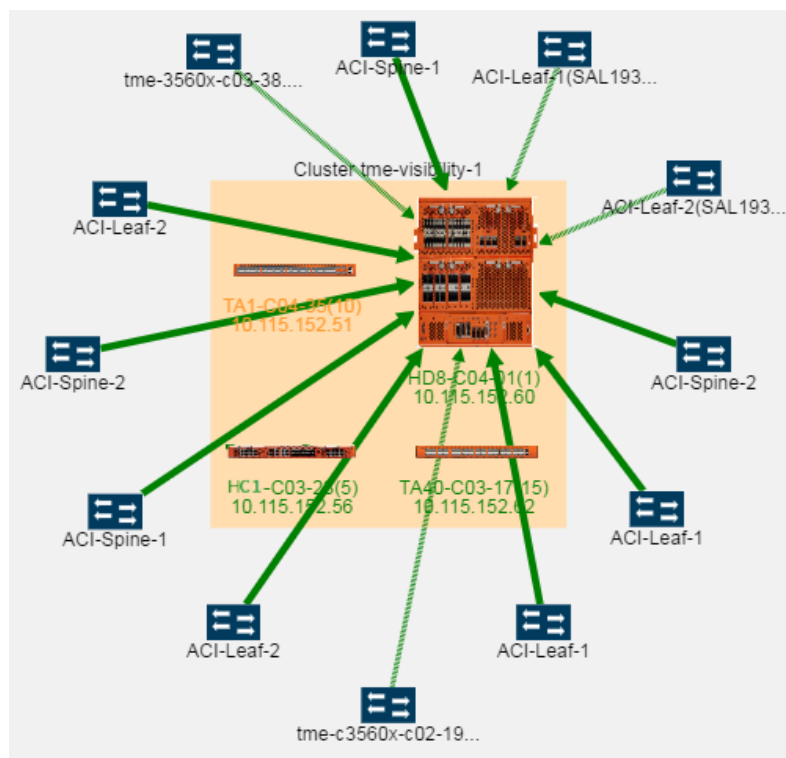 tme-3560x-c03-38....
ACI-Spine-1
ACI-Leaf-1(SAL193...
Cluster tme-visibility-1
ACI-Leaf-2(SAL193...
ACI-Leaf-2
TA1-C04-35(10)
10.115.152.51
ACI-Spine-2
HD8-C04-01(1)
10.115.152.60
ACI-Spine-2
HC1-C03-23(5)
10.115.152.56
TA40-C03-17(15)
10.115.152.62
ACI-Spine-1
ACI-Leaf-1
ACI-Leaf-2
ACI-Leaf-1
tme-c3560x-c02-19...